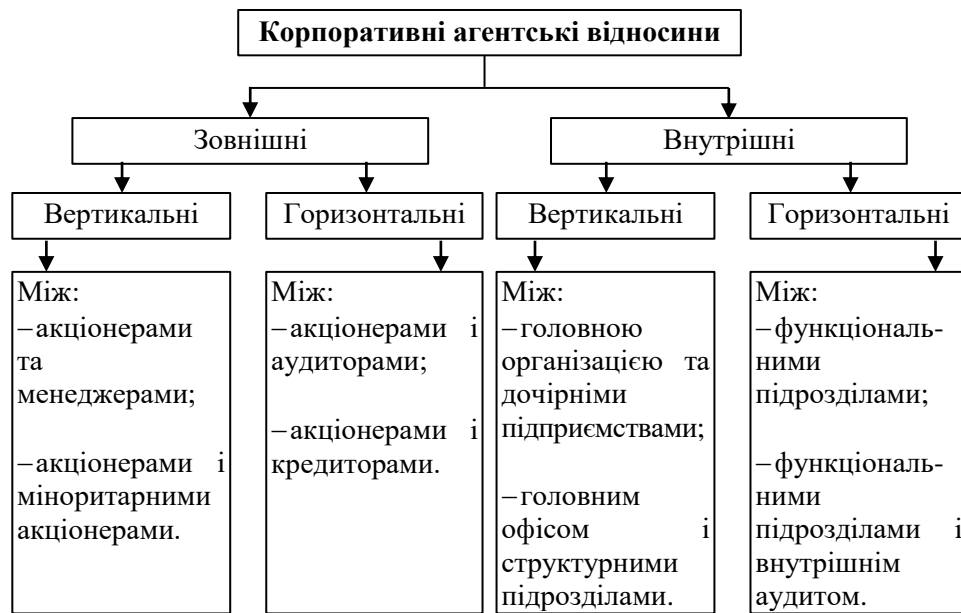 Корпоративні агентські відносини
Зовнішні
Внутрішні
Вертикальні
Горизонтальні
Вертикальні
Горизонтальні
Між:
–акціонерами
та
менеджерами;
–акціонерами і
міноритарними
акціонерами.
Між:
–акціонерами і
аудиторами;
–акціонерами і
кредиторами.
Між:
–головною
організацією та
дочірніми
підприємствами;
–головним
офісом і
структурними
підрозділами.
Між:
–функціональ-
ними
підрозділами;
–функціональ-
ними
підрозділами і
внутрішнім
аудитом.